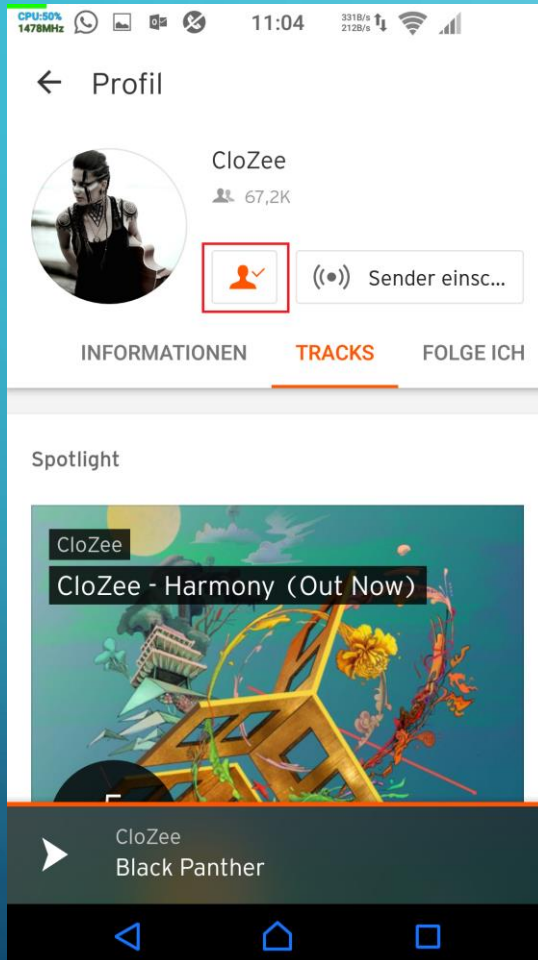 CPU:50%
1478MHz
11:04
331B/s
212B/s
Profil
CloZee
67,2K
Sender einsc...
INFORMATIONEN
TRACKS
FOLGE ICH
Spotlight
CloZee
CloZee - Harmony (Out Now)
CloZee
Black Panther